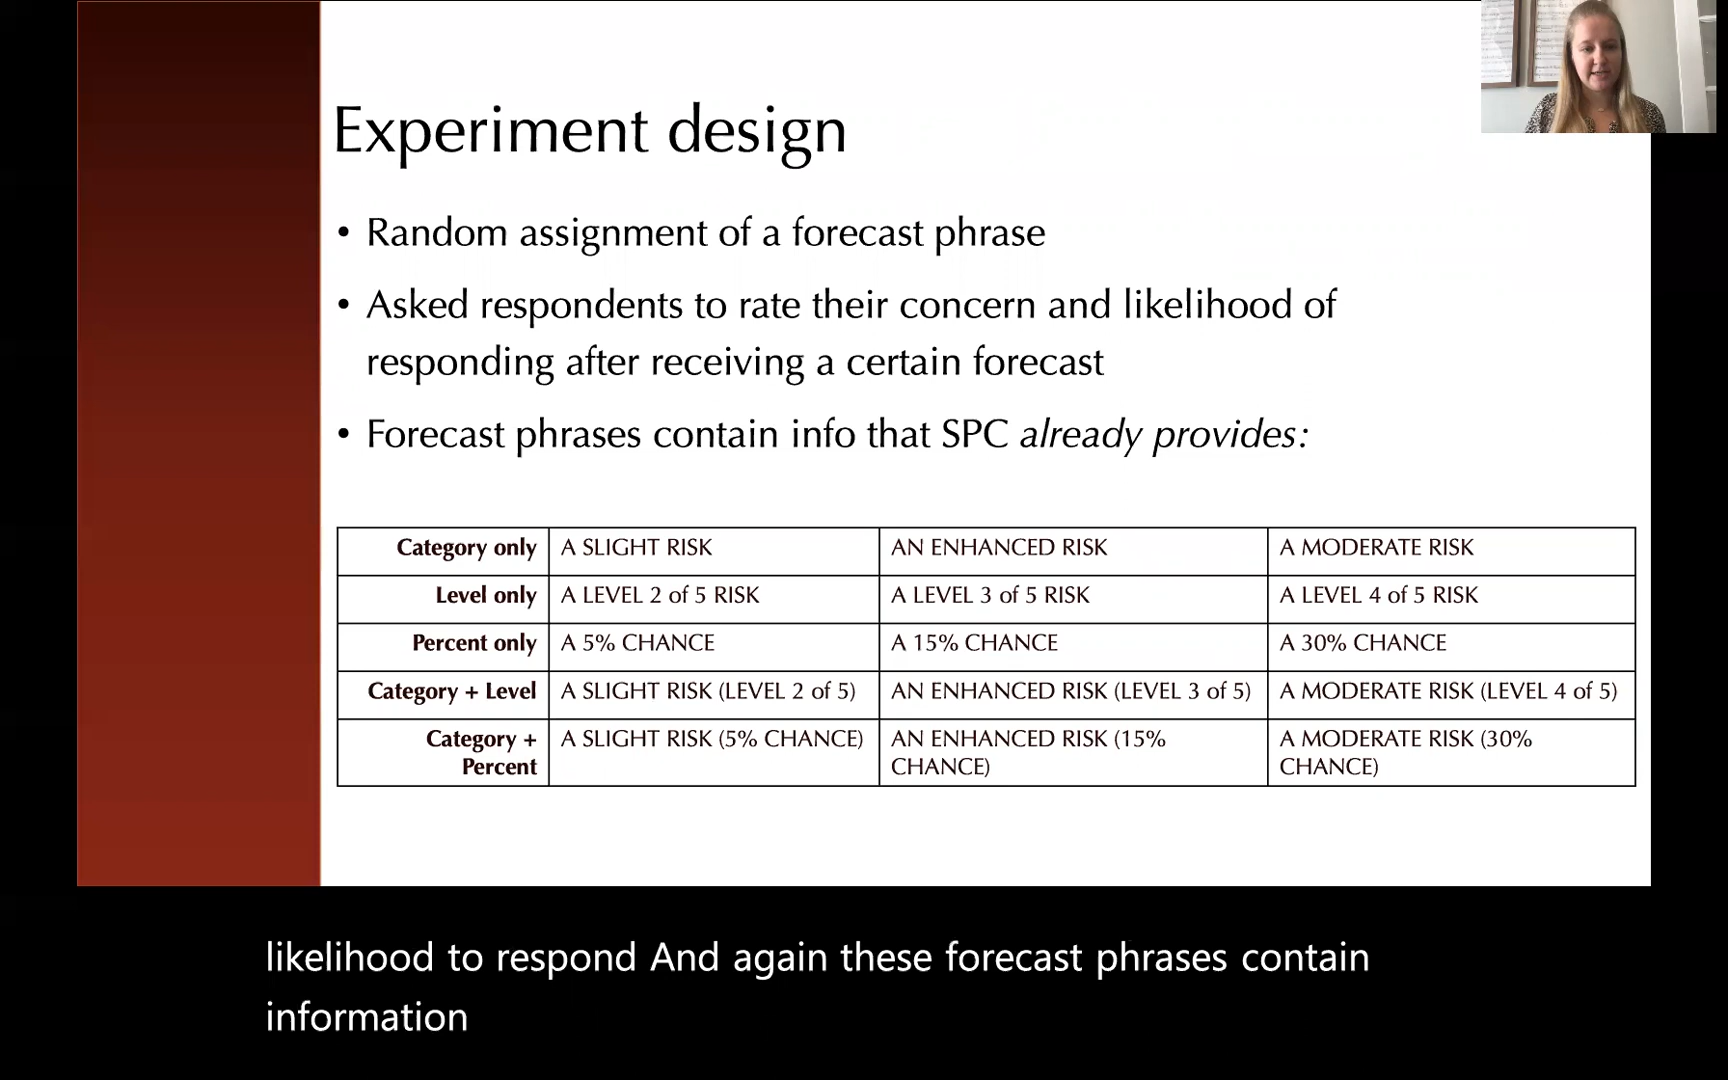 Experiment design
• Random assignment of a forecast phrase
• Asked respondents to rate their concern and likelihood of
responding after receiving a certain forecast
• Forecast phrases contain info that SPC already provides:
Category only A SLIGHT RISK AN ENHANCED RISK A MODERATE RISK
Level only A LEVEL 2 of 5 RISK A LEVEL 3 of 5 RISK A LEVEL 4 of 5 RISK
Percent only A 5% CHANCE A 15% CHANCE A 30% CHANCE
Category + Level A SLIGHT RISK (LEVEL 2 of 5) AN ENHANCED RISK (LEVEL 3 of 5) A MODERATE RISK (LEVEL 4 of 5)
Category + A SLIGHT RISK (5% CHANCE) AN ENHANCED RISK (15% A MODERATE RISK (30%
Percent CHANCE) CHANCE)
likelihood to respond And again these forecast phrases contain
information